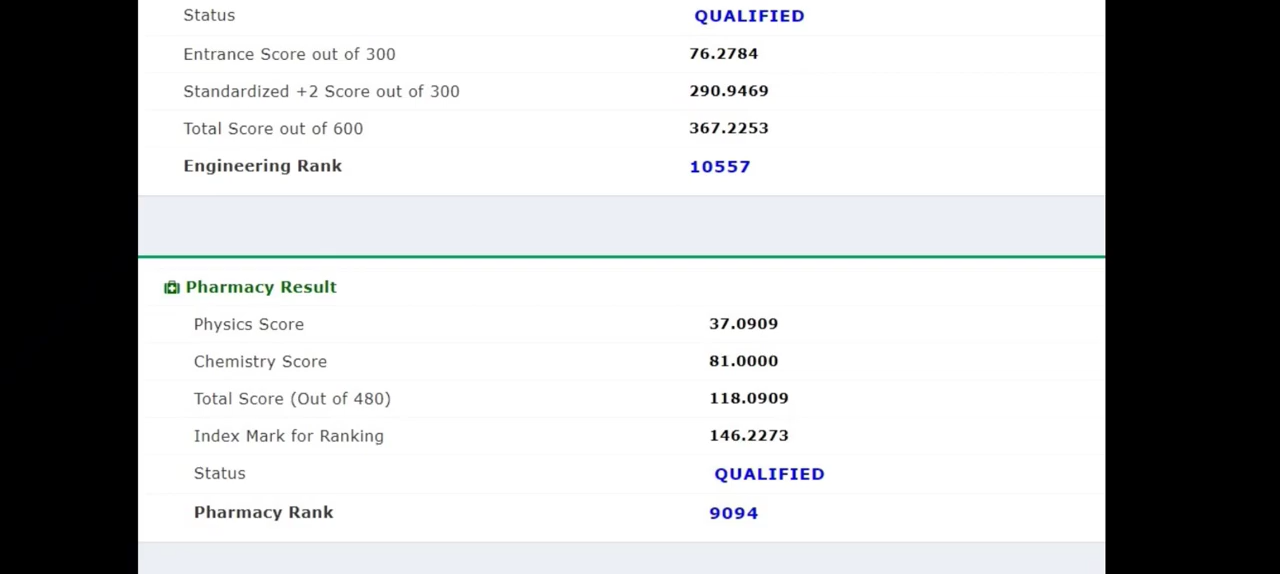 Status QUALIFIED
Entrance Score out of 300 76.2784
Standardized +2 Score out of 300 290.9469
Total Score out of 600 367.2253
Engineering Rank 10557
Pharmacy Result
Physics Score 37.0909
Chemistry Score 81.0000
Total Score (Out of 480) 118.0909
Index Mark for Ranking 146.2273
Status QUALIFIED
Pharmacy Rank 9094